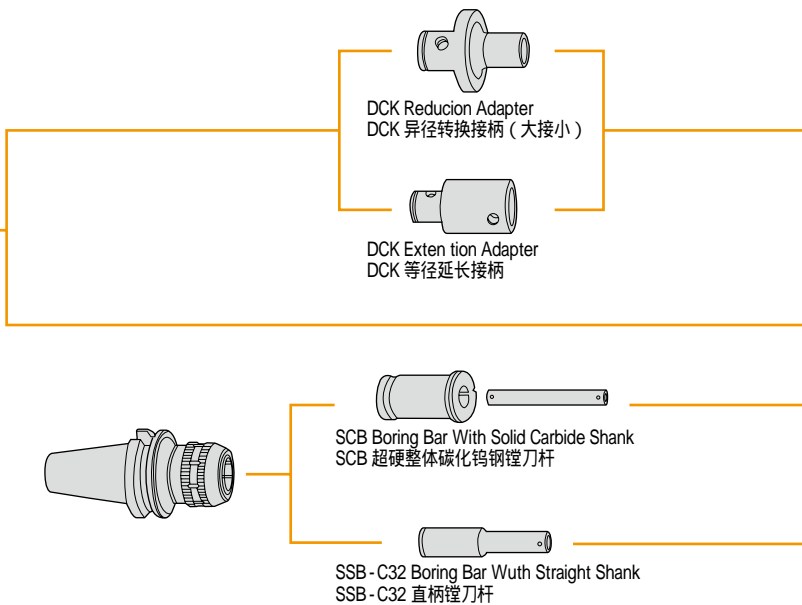 DCK Reducion Adapter
DCK 异径转换接柄（大接小）
DCK Exten tion Adapter
DCK 等径延长接柄
SCB Boring Bar With Solid Carbide Shank
SCB 超硬整体碳化钨钢镗刀杆
SSB-C32 Boring Bar Wuth Straight Shank
SSB-C32 直柄镗刀杆